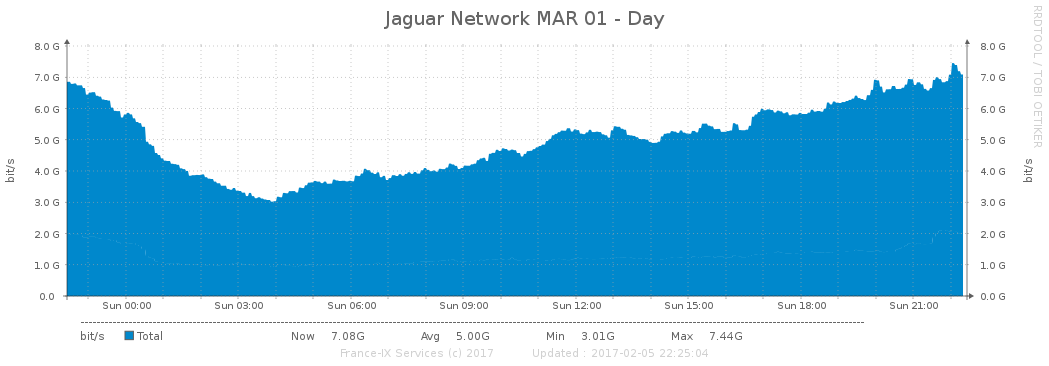 Jaguar Network MAR 01 - Day
RRDTOOL / TOBI OETIKER
8.0 G 8.0 G
7.0 G 7.0 G
6.0 G 6.0 G
5.0 G 5.0 G
4.0 G 4.0 G
3.0 G 3.0 G
2.0 G 2.0 G
1.0 G 1.0 G
0.0 0.0 G
bit/s bit/s
Sun 00:00 Sun 03:00 Sun 06:00 Sun 09:00 Sun 12:00 Sun 15:00 Sun 18:00 Sun 21:00
bit/s Total Now 7.08G Avg 5.00G Min 3.01G Max 7.44G
France-IX Services (c) 2017 Updated : 2017-02-05 22:25:04